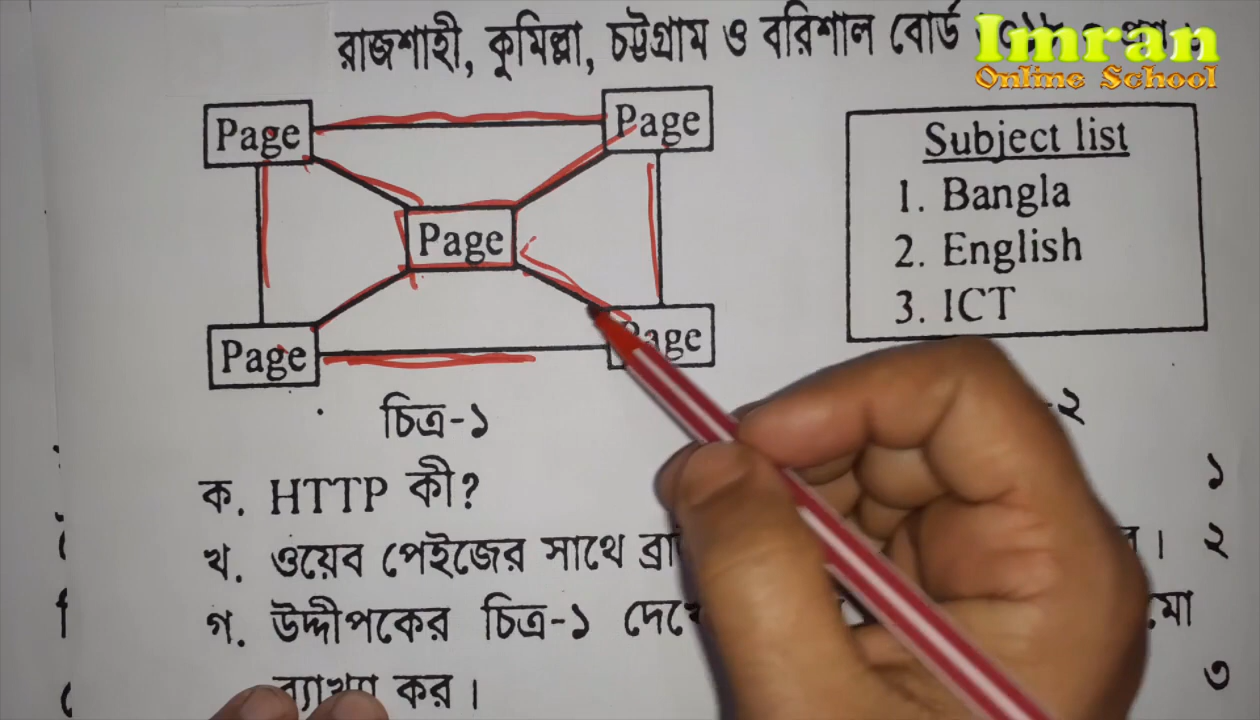 রাজশাহী, কুমিল্লা, চট্টগ্রাম ও বরিশাল বোর্ড
Imran
Online School
Page Page
Page
Page Page
Subject list
1. Bangla
2. English
3. ICT
চিত্র-১ -২
ক. HTTP কী? ১
খ. ওয়েব পেইজের সাথে ২
গ. উদ্দীপকের চিত্র-১
ব্যাখ্যা কর। ৩